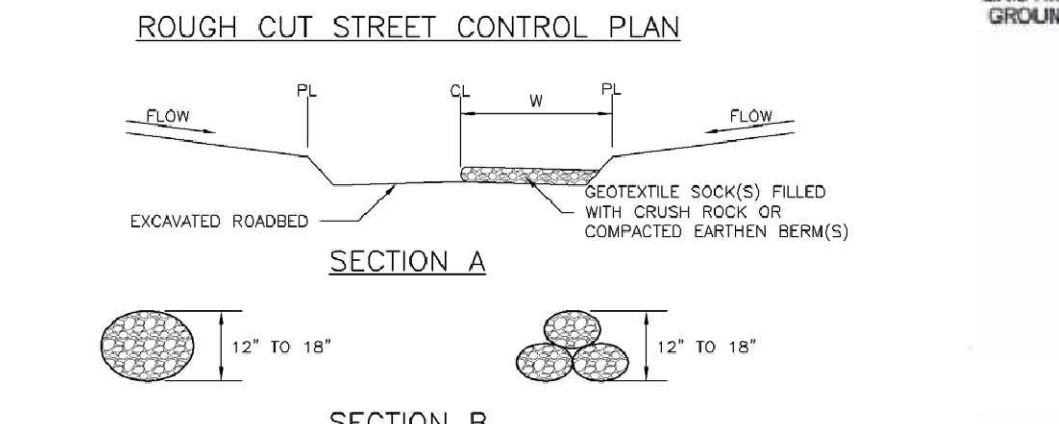 ROUGH CUT STREET CONTROL PLAN
PL CL W PL
FLOW FLOW
GEOTEXTILE SOCK(S) FILLED
WITH CRUSH ROCK OR
COMPACTED EARTHEN BERM(S)
EXCAVATED ROADBED
SECTION A
12" TO 18" 12" TO 18"
SECTION B